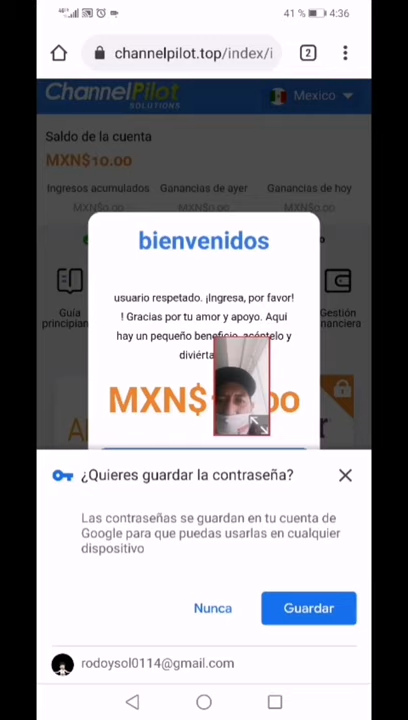 41 % 4:36
channelpilot.top/index/i
2
ChannelPilot
SOLUTIONS
Mexico
Saldo de la cuenta
MXN$10.00
Ingresos acumulados Ganancias de ayer Ganancias de hoy
MXN$0.00 MXN$0.00 MXN$0.00
bienvenidos
Guía
principian
Gestión
nanciera
usuario respetado. ¡Ingresa, por favor!
! Gracias por tu amor y apoyo. Aquí
hay un pequeño beneficio, acéptelo y
diviérta
MXN$ 00
¿Quieres guardar la contraseña?
Las contraseñas se guardan en tu cuenta de
Google para que puedas usarlas en cualquier
dispositivo
Nunca Guardar
rodoysol0114@gmail.com